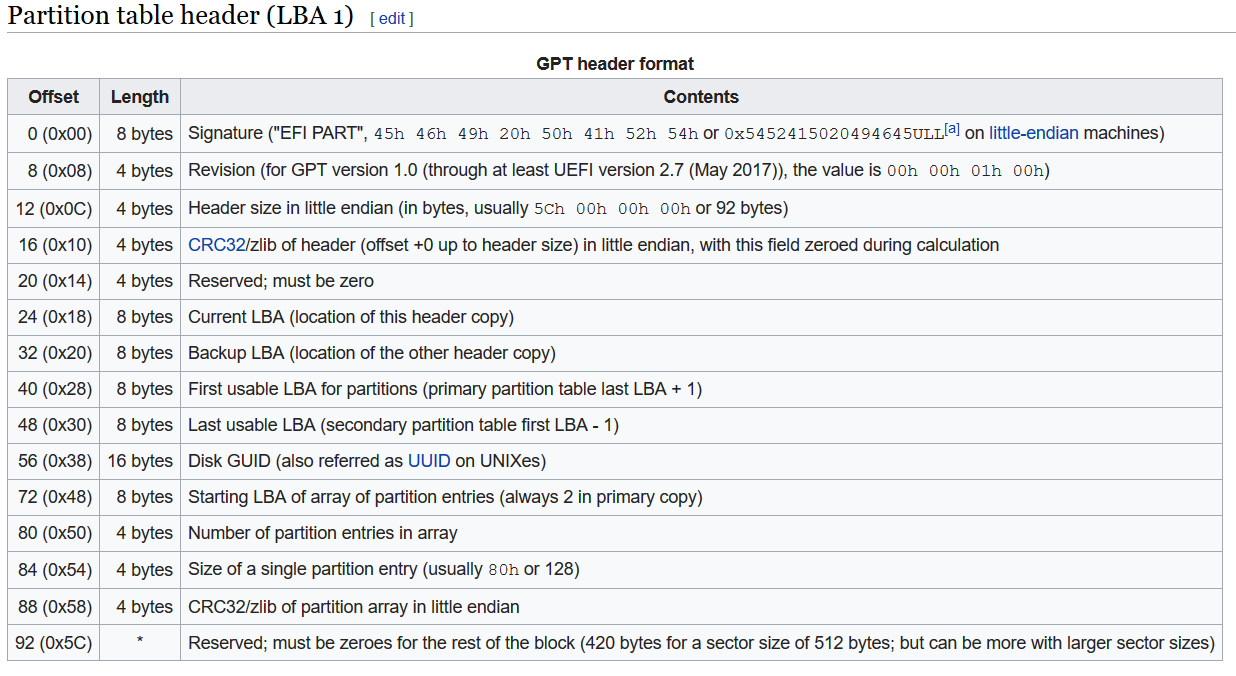 Partition table header (LBA 1) [ edit ]
GPT header format
Offset Length Contents
0 (0x00) 8 bytes Signature ("EFI PART", 45h 46h 49h 20h 50h 41h 52h 54h or 0x5452415020494645ULL[a] on little-endian machines)
8 (0x08) 4 bytes Revision (for GPT version 1.0 (through at least UEFI version 2.7 (May 2017)), the value is 00h 00h 01h 00h)
12 (0x0C) 4 bytes Header size in little endian (in bytes, usually 5Ch 00h 00h 00h or 92 bytes)
16 (0x10) 4 bytes CRC32/zlib of header (offset +0 up to header size) in little endian, with this field zeroed during calculation
20 (0x14) 4 bytes Reserved; must be zero
24 (0x18) 8 bytes Current LBA (location of this header copy)
32 (0x20) 8 bytes Backup LBA (location of the other header copy)
40 (0x28) 8 bytes First usable LBA for partitions (primary partition table last LBA + 1)
48 (0x30) 8 bytes Last usable LBA (secondary partition table first LBA - 1)
56 (0x38) 16 bytes Disk GUID (also referred as UUID on UNIXes)
72 (0x48) 8 bytes Starting LBA of array of partition entries (always 2 in primary copy)
80 (0x50) 4 bytes Number of partition entries in array
84 (0x54) 4 bytes Size of a single partition entry (usually 80h or 128)
88 (0x58) 4 bytes CRC32/zlib of partition array in little endian
92 (0x5C) * Reserved; must be zeroes for the rest of the block (420 bytes for a sector size of 512 bytes; but can be more with larger sector sizes)